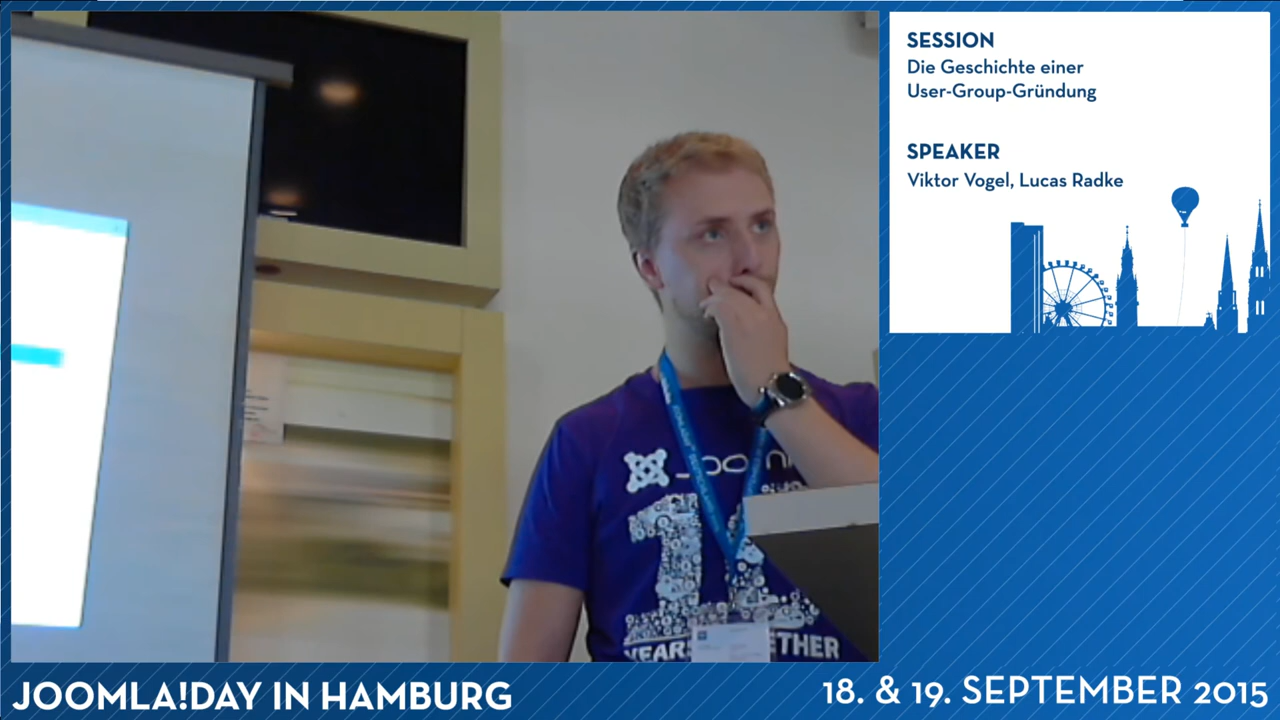 SESSION
Die Geschichte einer
User-Group-Gründung
SPEAKER
Viktor Vogel, Lucas Radke
10
JOOMLA!DAY IN HAMBURG
18. & 19. SEPTEMBER 2015